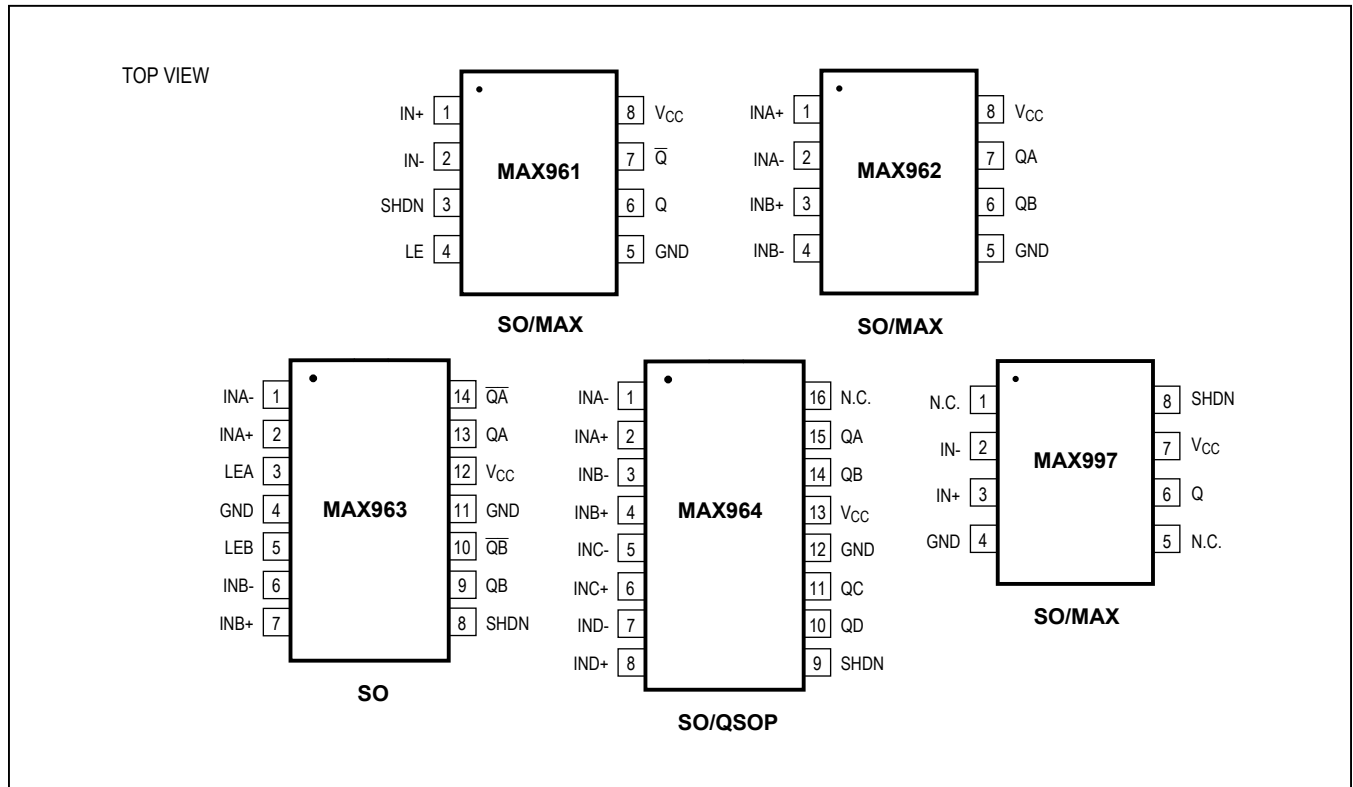 TOP VIEW
IN+ 1
IN- 2
SHDN 3
LE 4
MAX961
8 VCC
7 Q̅
6 Q
5 GND
SO/MAX
INA+ 1
INA- 2
INB+ 3
INB- 4
MAX962
8 VCC
7 QA
6 QB
5 GND
SO/MAX
INA- 1
INA+ 2
LEA 3
GND 4
LEB 5
INB- 6
INB+ 7
MAX963
14 Q̅A̅
13 QA
12 VCC
11 GND
10 Q̅B̅
9 QB
8 SHDN
SO
INA- 1
INA+ 2
INB- 3
INB+ 4
INC- 5
INC+ 6
IND- 7
IND+ 8
MAX964
16 N.C.
15 QA
14 QB
13 VCC
12 GND
11 QC
10 QD
9 SHDN
SO/QSOP
N.C. 1
IN- 2
IN+ 3
GND 4
MAX997
8 SHDN
7 VCC
6 Q
5 N.C.
SO/MAX